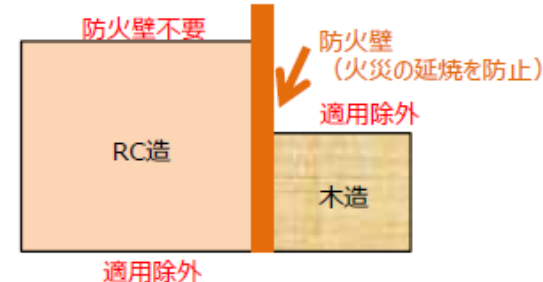 防火壁不要
防火壁
（火災の延焼を防止）
適用除外
RC造
木造
適用除外